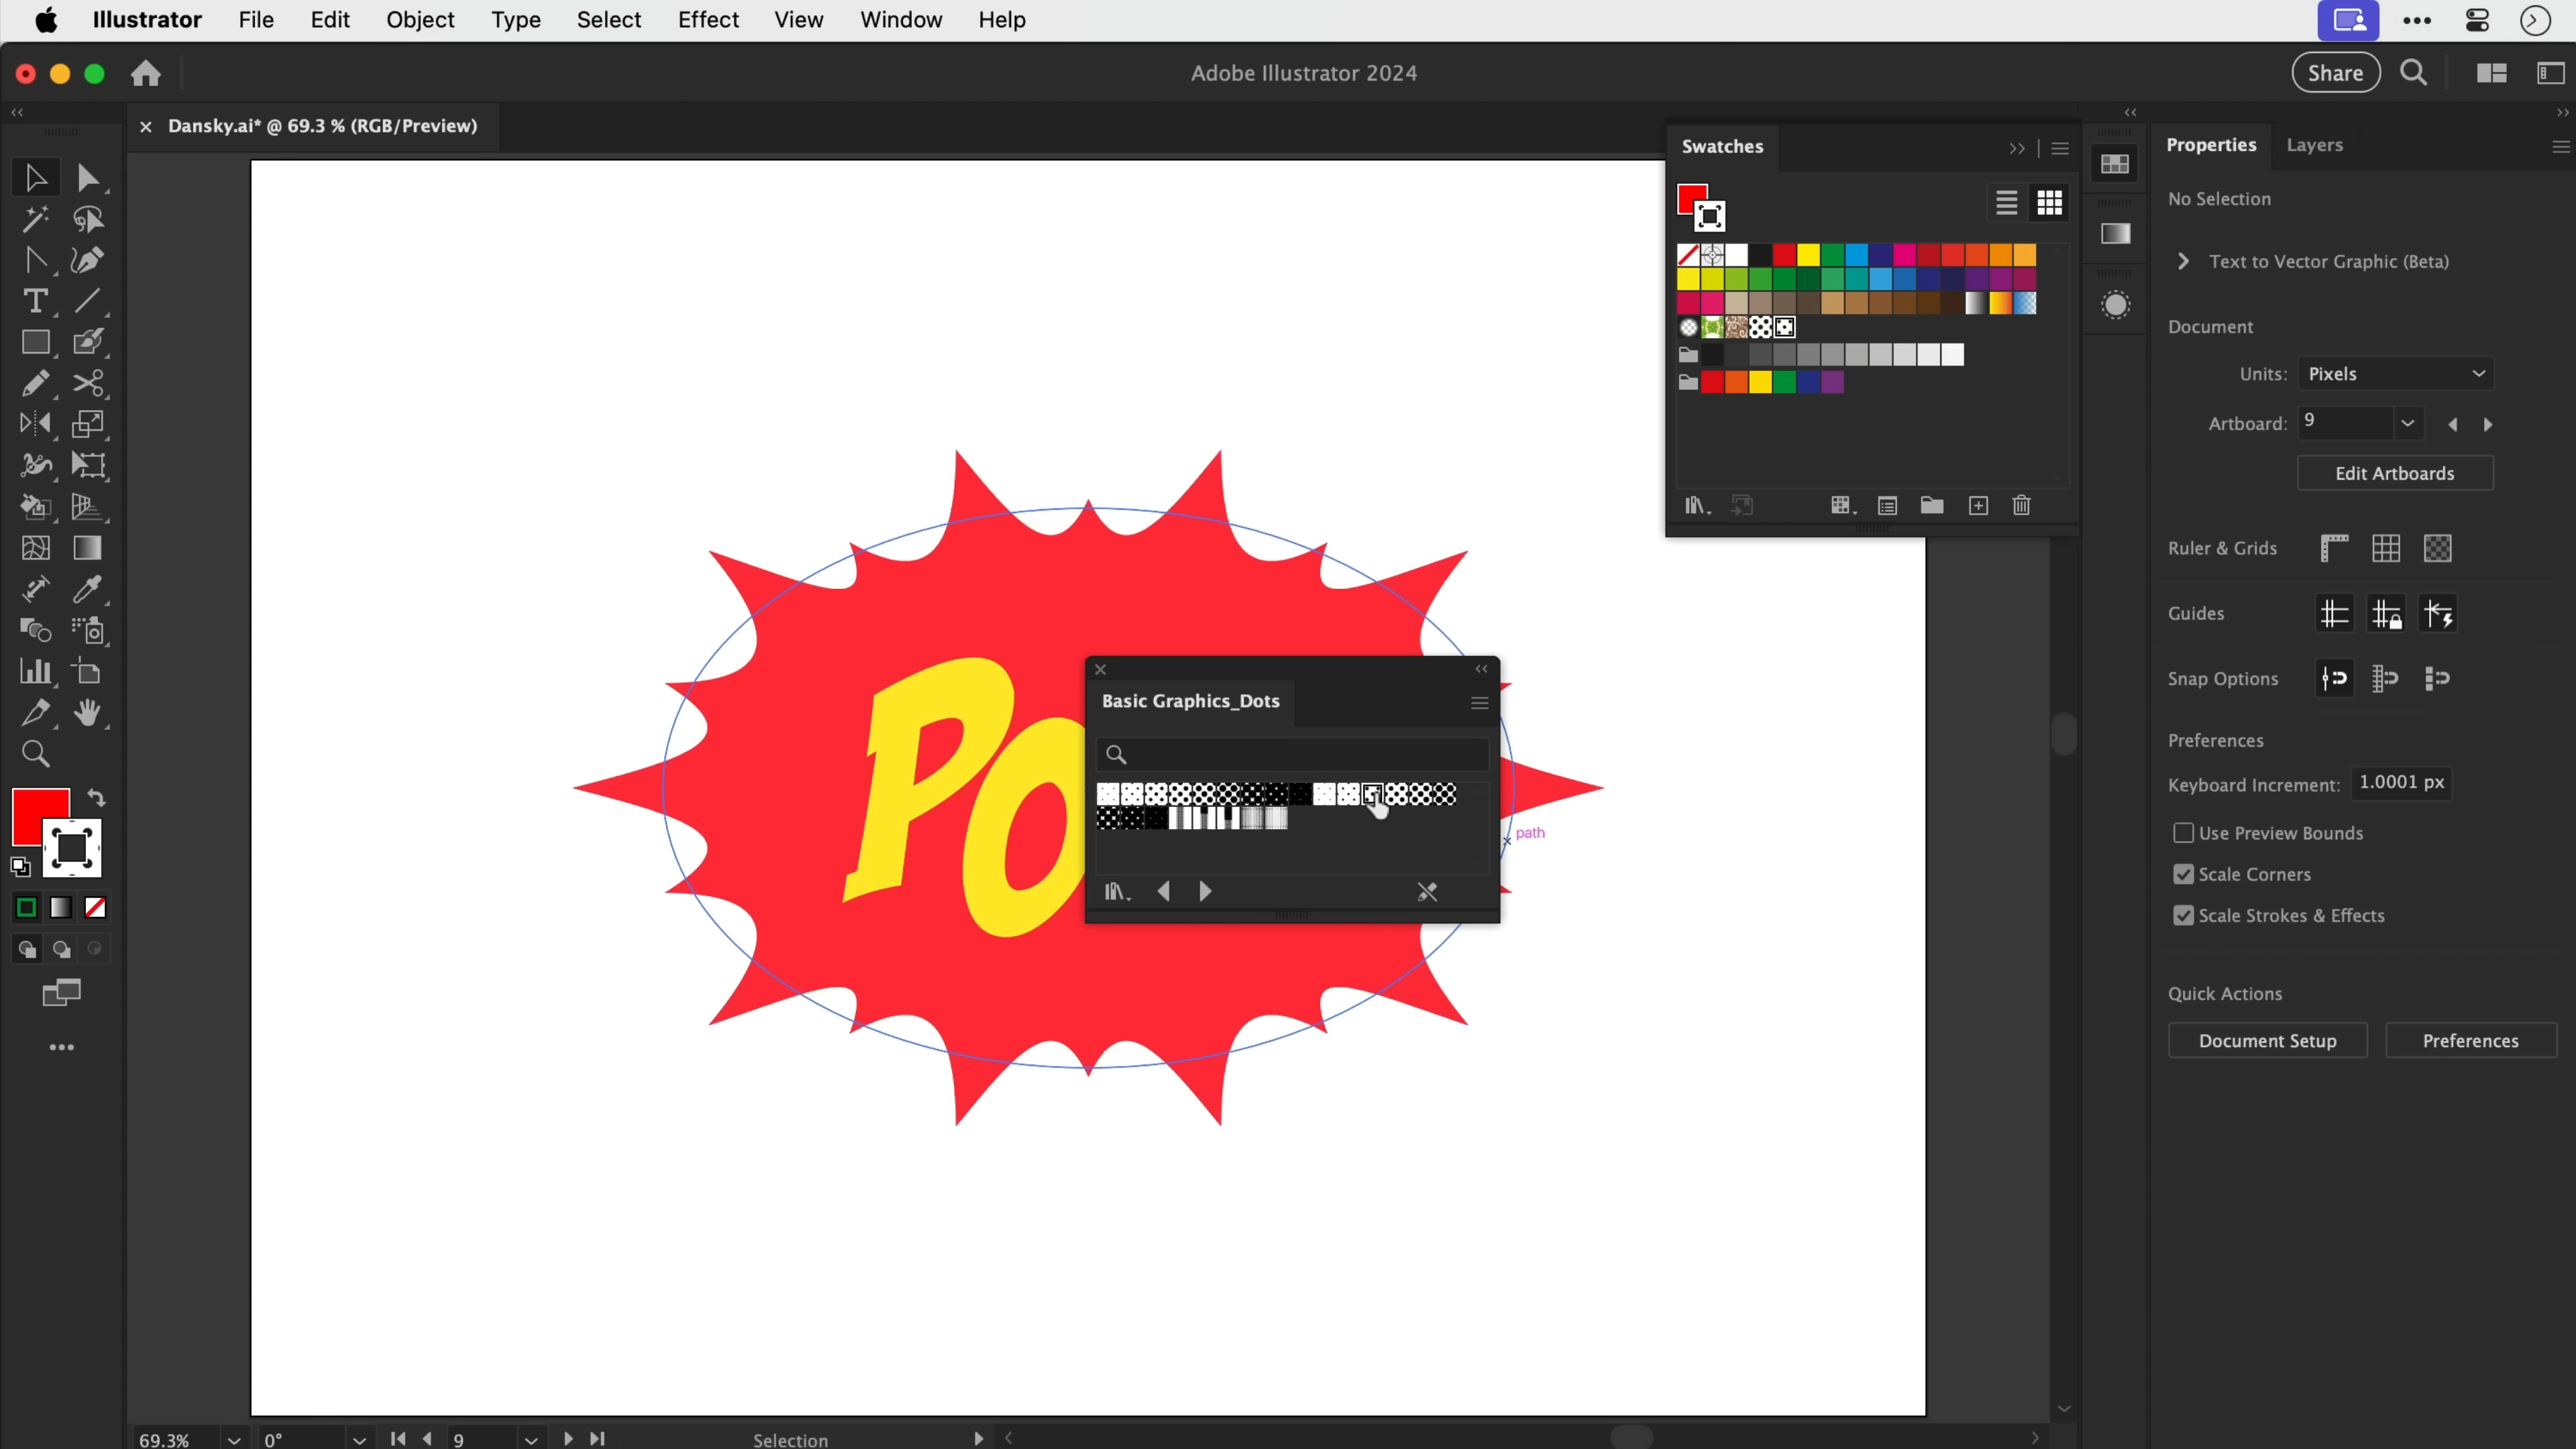 Illustrator File Edit Object Type Select Effect View Window Help
Adobe Illustrator 2024
Share
Dansky.ai* @ 69.3 % (RGB/Preview)
Swatches
Properties Layers
No Selection
Text to Vector Graphic (Beta)
Document
Units: Pixels
Artboard: 9
Edit Artboards
Ruler & Grids
Guides
Snap Options
Preferences
Keyboard Increment: 1.0001 px
Use Preview Bounds
Scale Corners
Scale Strokes & Effects
Quick Actions
Document Setup Preferences
PO
Basic Graphics_Dots
path
69.3% 0° 9 Selection